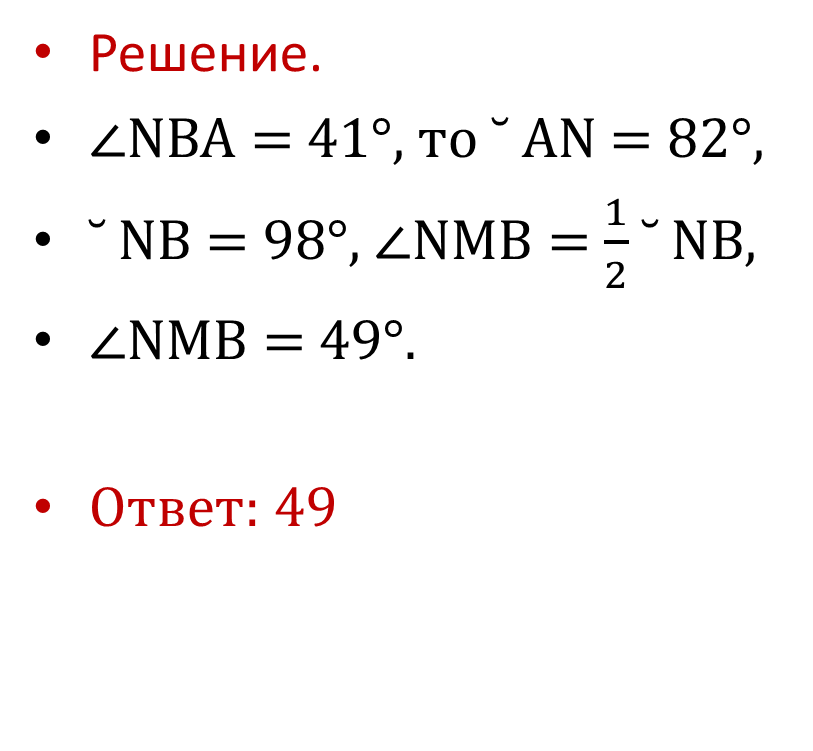 • Решение.
• ∠NBA = 41°, то ˘ AN = 82°,
• ˘ NB = 98°, ∠NMB = 1/2 ˘ NB,
• ∠NMB = 49°.
• Ответ: 49